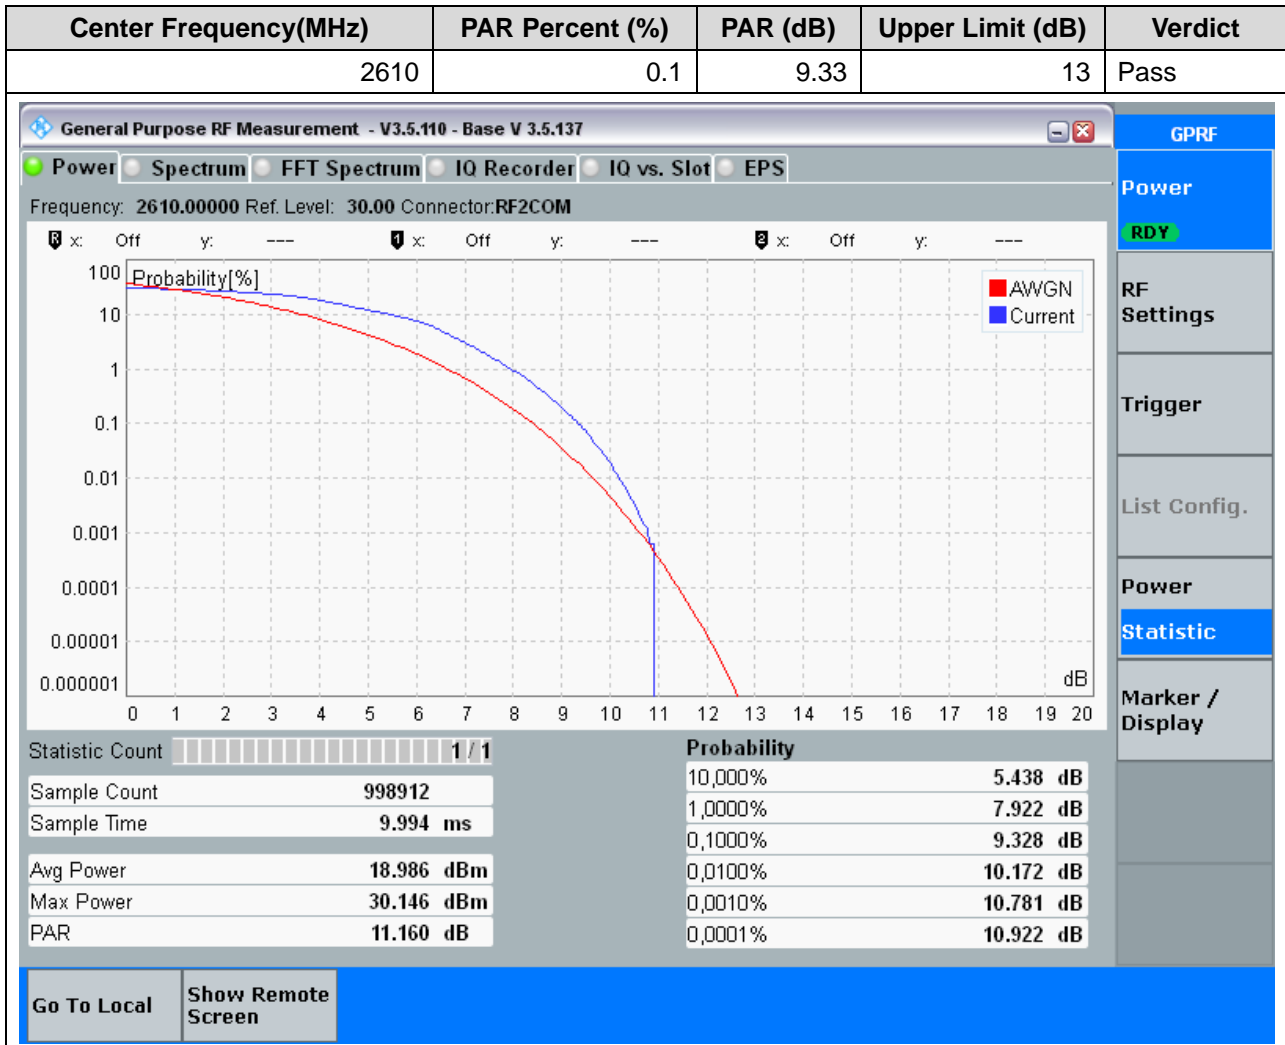 Center Frequency(MHz) PAR Percent (%) PAR (dB) Upper Limit (dB) Verdict
2610 0.1 9.33 13 Pass
General Purpose RF Measurement - V3.5.110 - Base V 3.5.137
GPRF
Power Spectrum FFT Spectrum IQ Recorder IQ vs. Slot EPS
Power
RDY
Frequency: 2610.00000 Ref. Level: 30.00 Connector:RF2COM
R x: Off y: --- 1 x: Off y: --- 2 x: Off y: ---
Probability[%]
AWGN
Current
100
10
1
0.1
0.01
0.001
0.0001
0.00001
0.000001
dB
0 1 2 3 4 5 6 7 8 9 10 11 12 13 14 15 16 17 18 19 20
RF
Settings
Trigger
List Config.
Power
Statistic
Marker /
Display
Statistic Count 1 / 1
Sample Count 998912
Sample Time 9.994 ms
Avg Power 18.986 dBm
Max Power 30.146 dBm
PAR 11.160 dB
Probability
10,000% 5.438 dB
1,0000% 7.922 dB
0,1000% 9.328 dB
0,0100% 10.172 dB
0,0010% 10.781 dB
0,0001% 10.922 dB
Go To Local
Show Remote
Screen